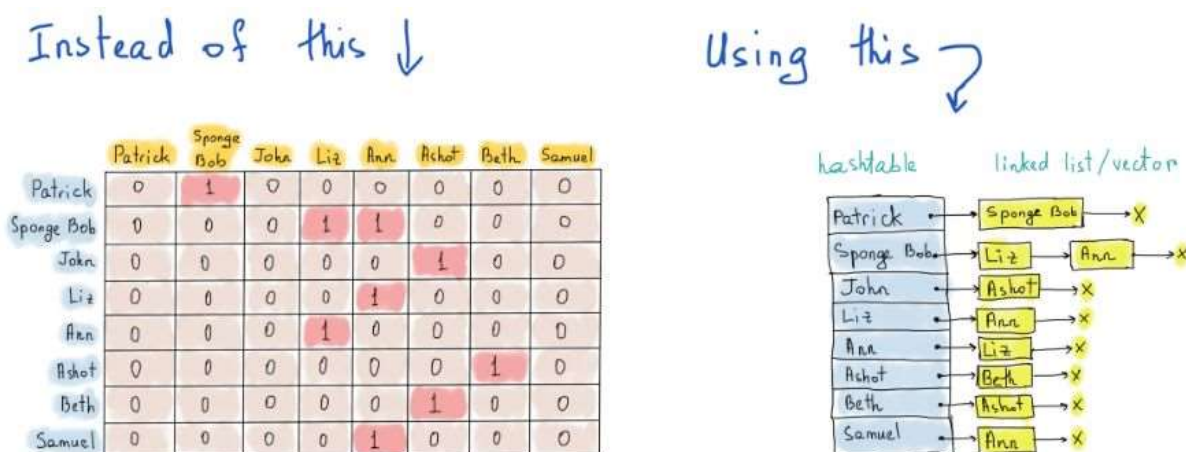 Instead of this ↓
Using this
Patrick Sponge Bob John Liz Ann Ashot Beth Samuel
Patrick 0 1 0 0 0 0 0 0
Sponge Bob 0 0 0 1 1 0 0 0
John 0 0 0 0 0 1 0 0
Liz 0 0 0 0 1 0 0 0
Ann 0 0 0 1 0 0 0 0
Ashot 0 0 0 0 0 0 1 0
Beth 0 0 0 0 0 1 0 0
Samuel 0 0 0 0 1 0 0 0
hashtable linked list/vector
Patrick Sponge Bob X
Sponge Bob Liz Ann X
John Ashot X
Liz Ann X
Ann Liz X
Ashot Beth X
Beth Ashot X
Samuel Ann X